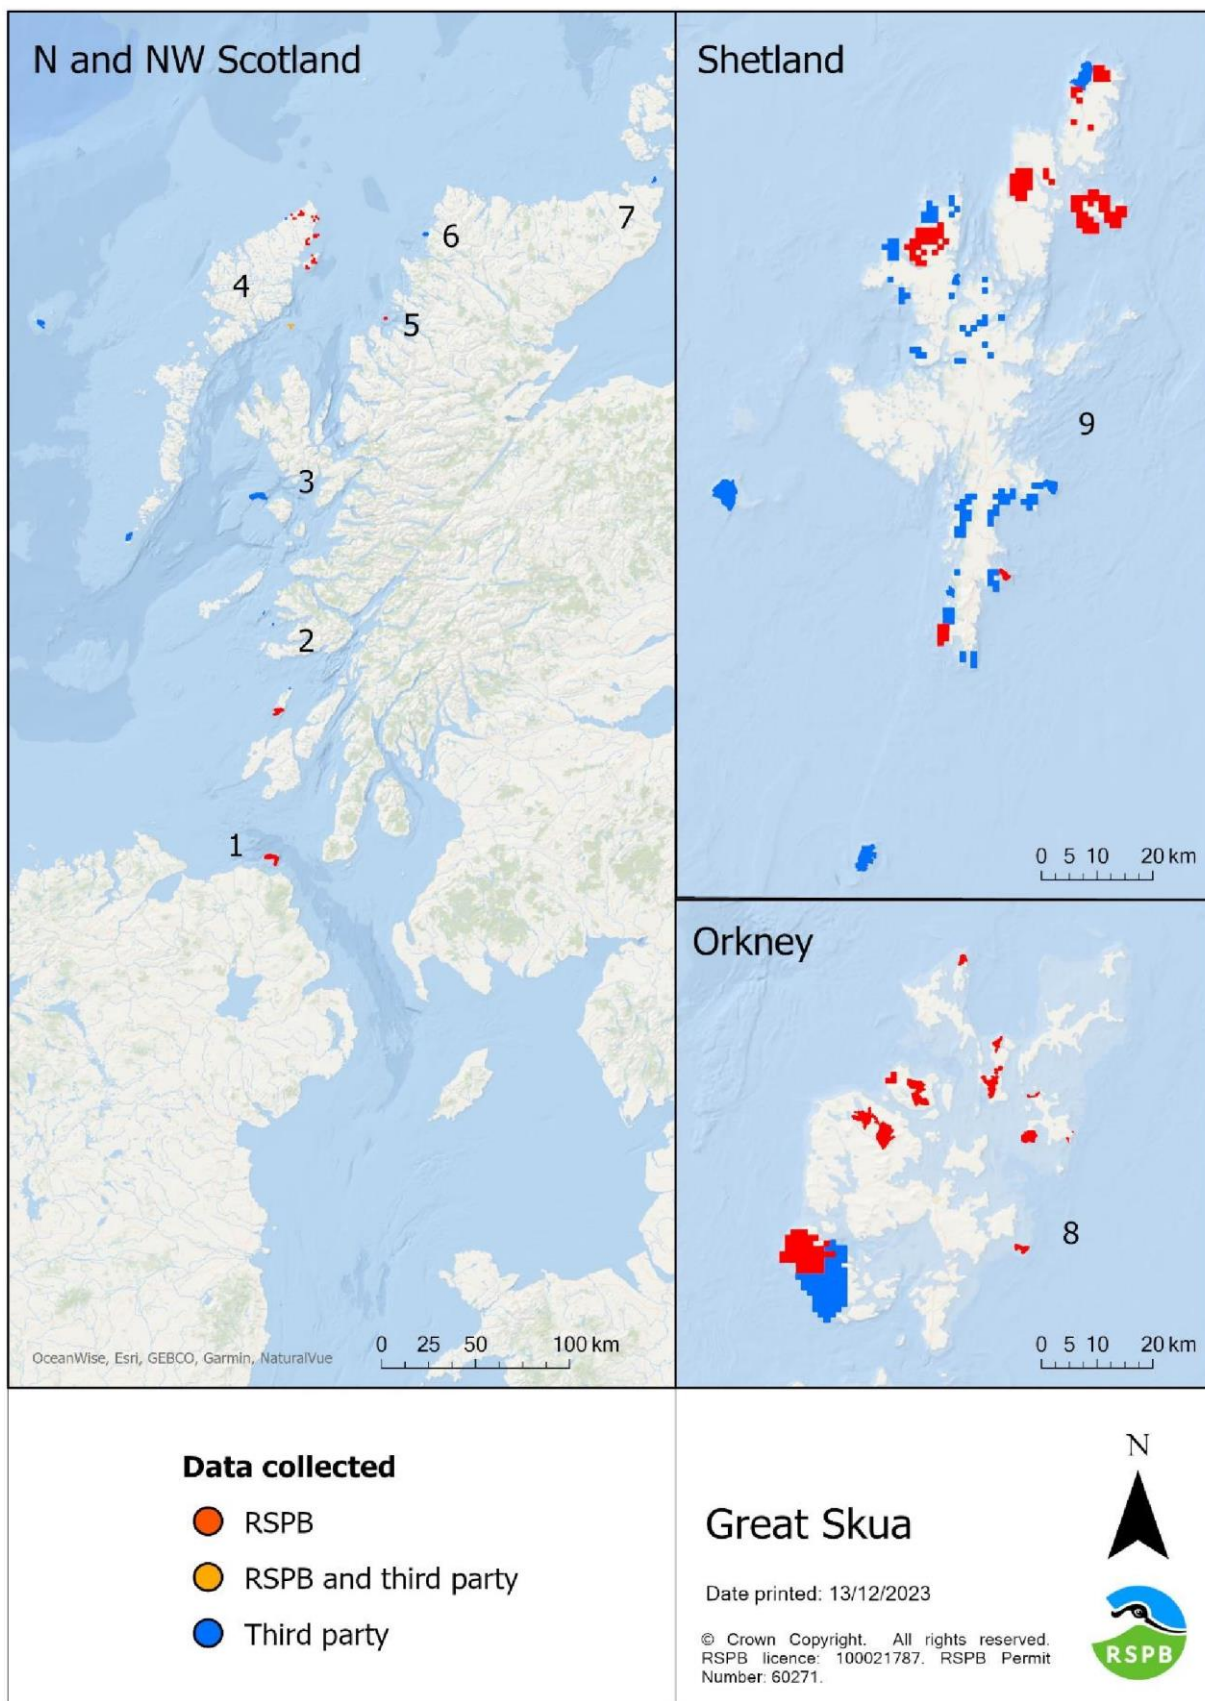 N and NW Scotland
7
6
4
5
3
2
1
OceanWise, Esri, GEBCO, Garmin, NaturalVue
0 25 50 100 km
Shetland
9
0 5 10 20 km
Orkney
8
0 5 10 20 km
Data collected
RSPB
RSPB and third party
Third party
Great Skua
Date printed: 13/12/2023
© Crown Copyright. All rights reserved.
RSPB licence: 100021787. RSPB Permit
Number: 60271.
N
RSPB